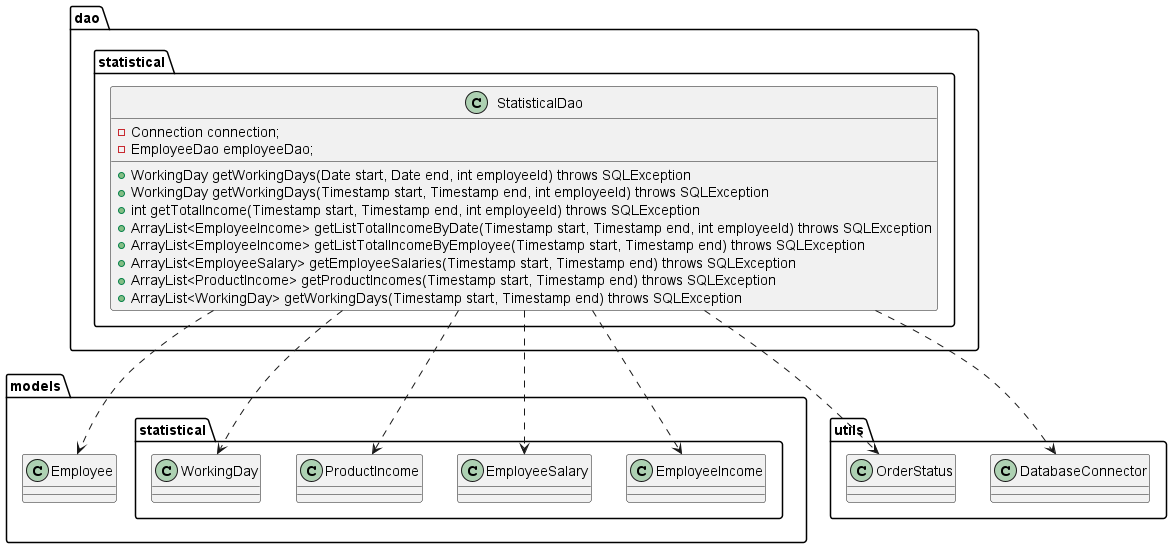 dao
statistical
C StatisticalDao
Connection connection;
EmployeeDao employeeDao;
WorkingDay getWorkingDays(Date start, Date end, int employeeId) throws SQLException
WorkingDay getWorkingDays(Timestamp start, Timestamp end, int employeeId) throws SQLException
int getTotalIncome(Timestamp start, Timestamp end, int employeeId) throws SQLException
ArrayList<EmployeeIncome> getListTotalIncomeByDate(Timestamp start, Timestamp end, int employeeId) throws SQLException
ArrayList<EmployeeIncome> getListTotalIncomeByEmployee(Timestamp start, Timestamp end) throws SQLException
ArrayList<EmployeeSalary> getEmployeeSalaries(Timestamp start, Timestamp end) throws SQLException
ArrayList<ProductIncome> getProductIncomes(Timestamp start, Timestamp end) throws SQLException
ArrayList<WorkingDay> getWorkingDays(Timestamp start, Timestamp end) throws SQLException
models
statistical
utils
C Employee
C WorkingDay
C ProductIncome
C EmployeeSalary
C EmployeeIncome
C OrderStatus
C DatabaseConnector